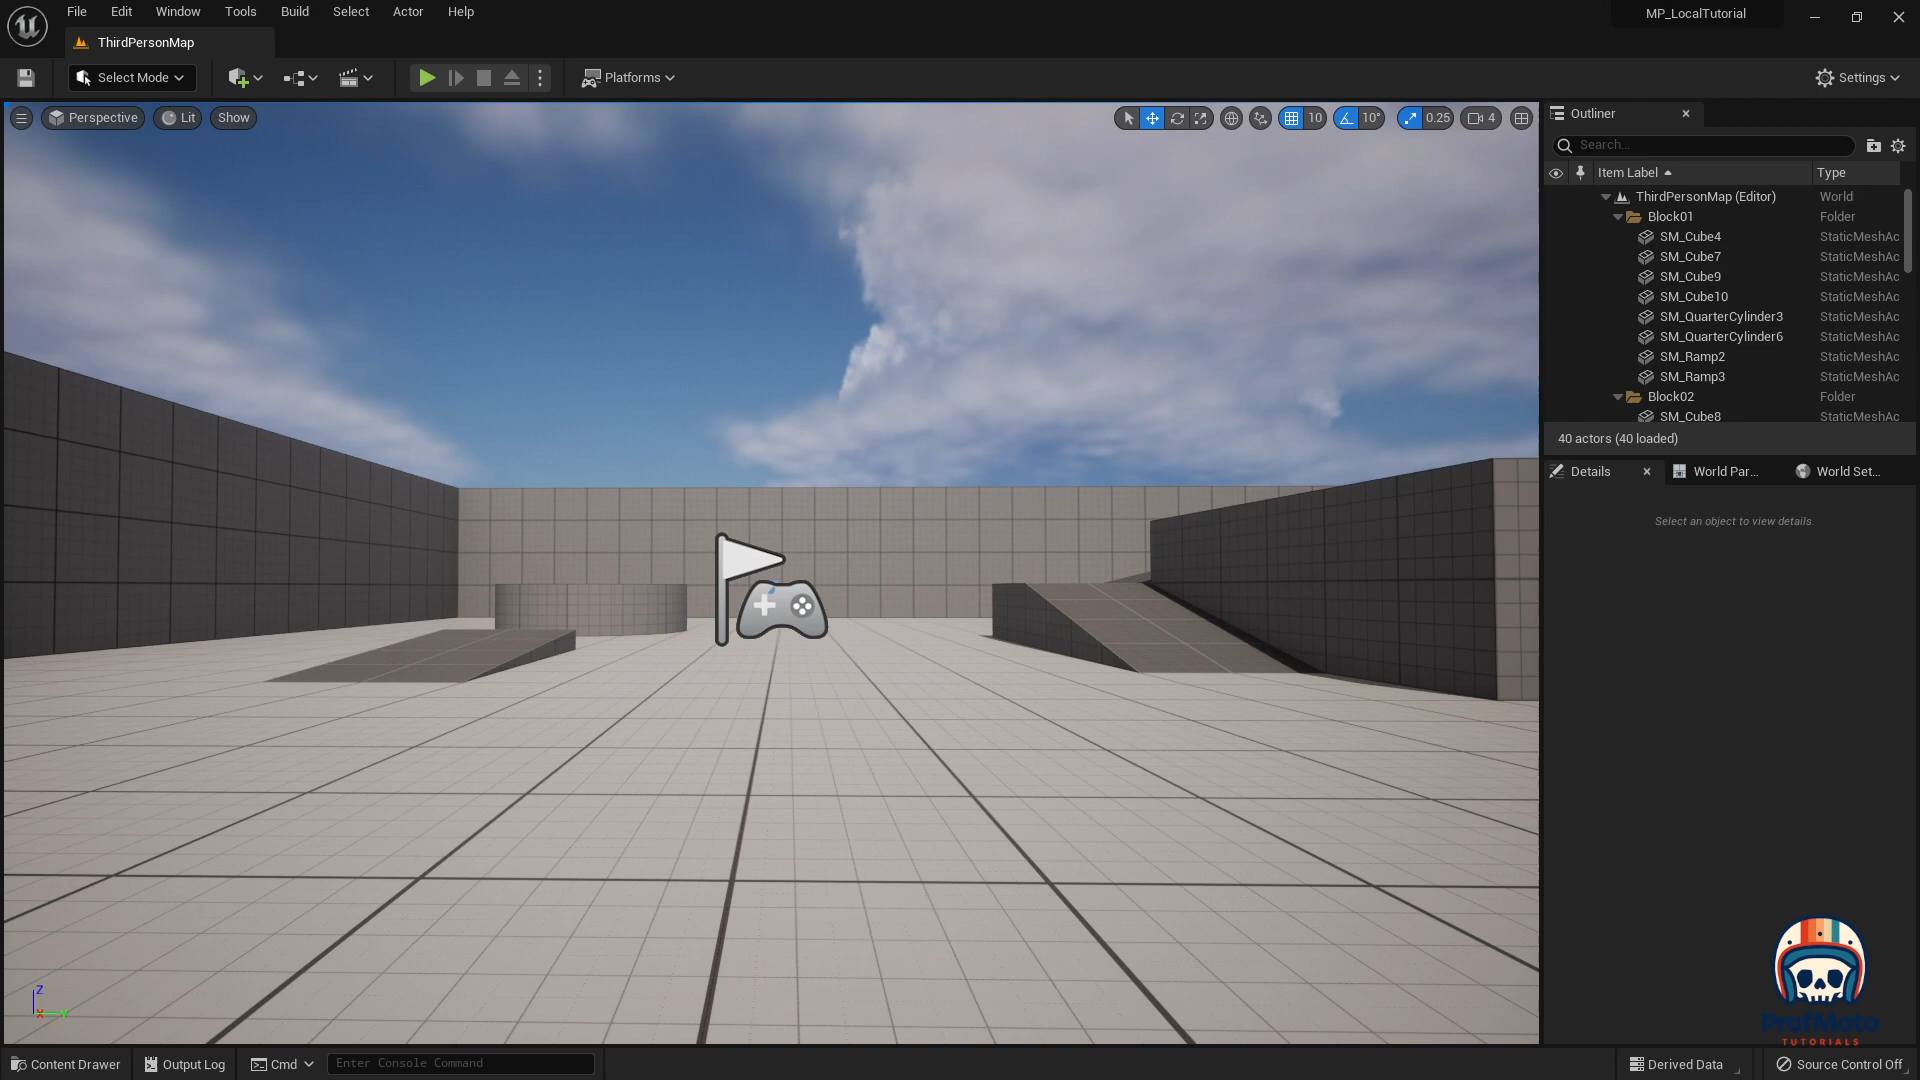 File Edit Window Tools Build Select Actor Help
MP_LocalTutorial
ThirdPersonMap
Select Mode
Platforms
Settings
Perspective
Lit
Show
10
10°
0.25
4
Outliner
Search...
Item Label
Type
ThirdPersonMap (Editor) World
Block01 Folder
SM_Cube4 StaticMeshAc
SM_Cube7 StaticMeshAc
SM_Cube9 StaticMeshAc
SM_Cube10 StaticMeshAc
SM_QuarterCylinder3 StaticMeshAc
SM_QuarterCylinder6 StaticMeshAc
SM_Ramp2 StaticMeshAc
SM_Ramp3 StaticMeshAc
Block02 Folder
SM_Cube8 StaticMeshAc
40 actors (40 loaded)
Details
World Par...
World Set...
Select an object to view details.
Z
X Y
ProfMoto
TUTORIALS
Content Drawer
Output Log
Cmd
Enter Console Command
Derived Data
Source Control Off